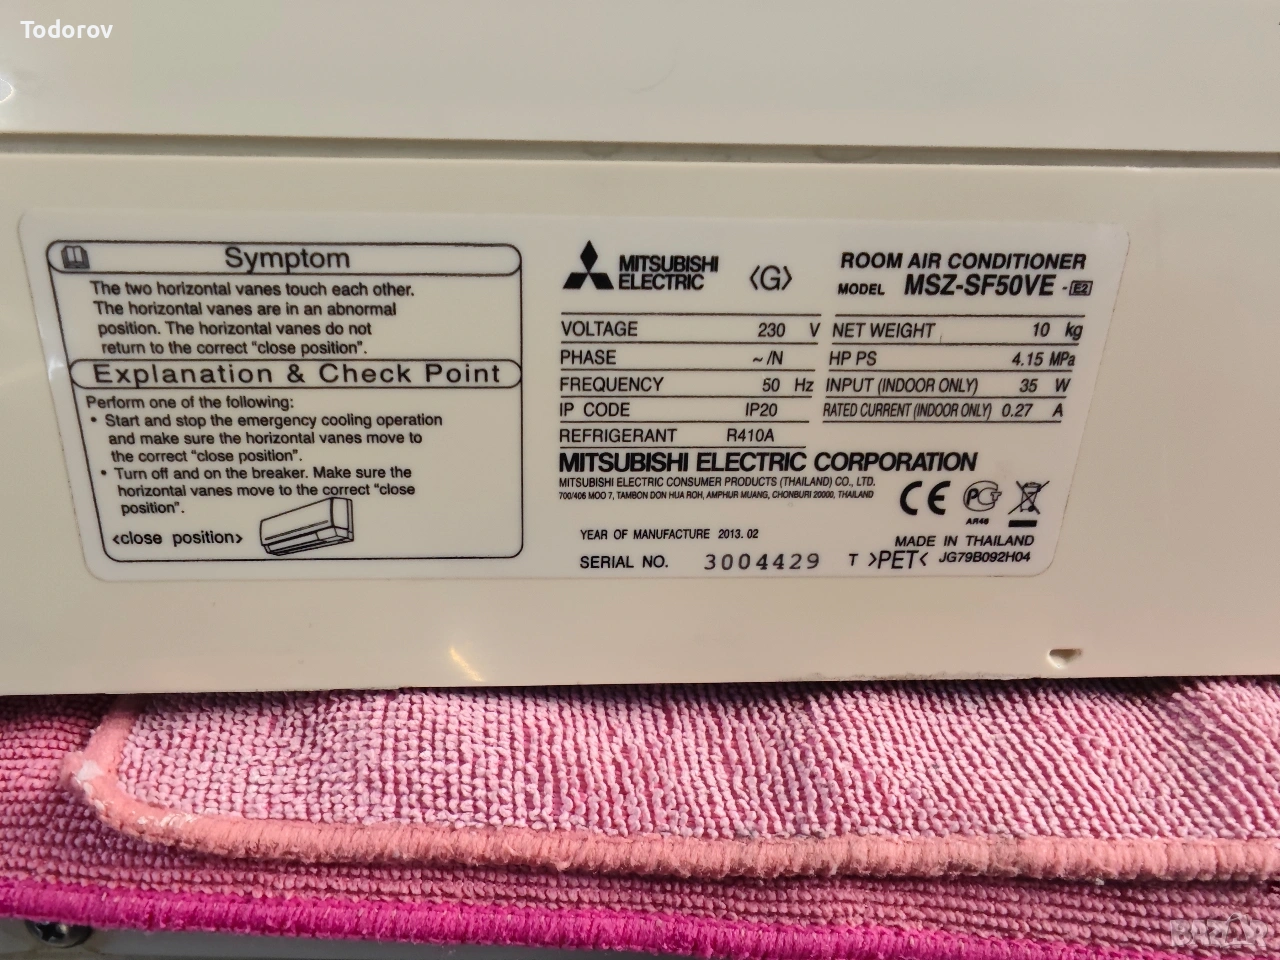 Todorov
Symptom
The two horizontal vanes touch each other.
The horizontal vanes are in an abnormal
position. The horizontal vanes do not
return to the correct "close position".
Explanation & Check Point
Perform one of the following:
• Start and stop the emergency cooling operation
and make sure the horizontal vanes move to
the correct "close position".
• Turn off and on the breaker. Make sure the
horizontal vanes move to the correct "close
position".
<close position>
MITSUBISHI
ELECTRIC
<G>
ROOM AIR CONDITIONER
MODEL MSZ-SF50VE -E2
VOLTAGE 230 V
PHASE ~/N
FREQUENCY 50 Hz
IP CODE IP20
REFRIGERANT R410A
NET WEIGHT 10 kg
HP PS 4.15 MPa
INPUT (INDOOR ONLY) 35 W
RATED CURRENT (INDOOR ONLY) 0.27 A
MITSUBISHI ELECTRIC CORPORATION
MITSUBISHI ELECTRIC CONSUMER PRODUCTS (THAILAND) CO., LTD.
700/406 MOO 7, TAMBON DON HUA ROH, AMPHUR MUANG, CHONBURI 20000, THAILAND
CE
AR46
YEAR OF MANUFACTURE 2013. 02
MADE IN THAILAND
SERIAL NO. 3004429 T >PET< JG79B092H04
BAZAR